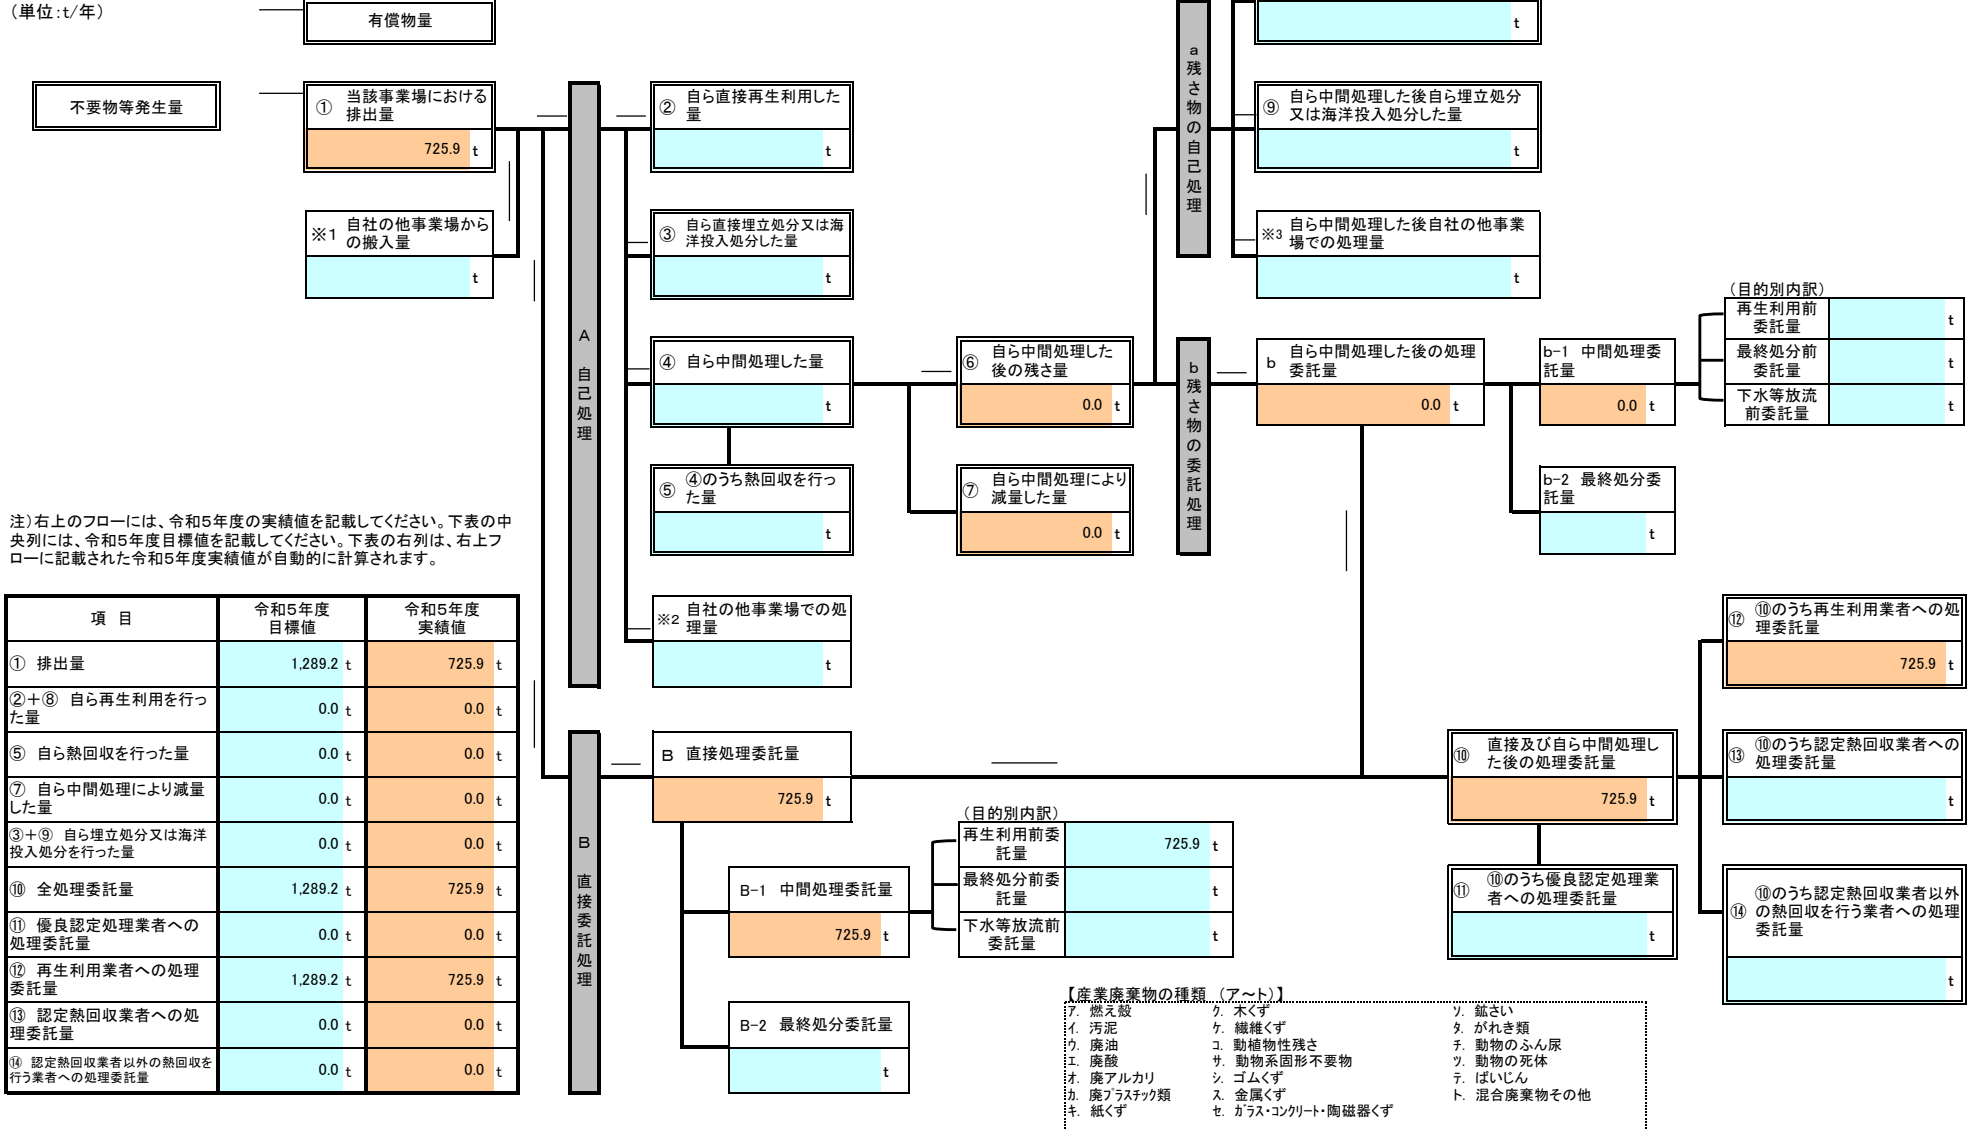 (単位:t/年)
有償物量
不要物等発生量
① 当該事業場における
排出量
725.9 t
※1 自社の他事業場から
の搬入量
t
A 自己処理
② 自ら直接再生利用した
量
t
③ 自ら直接埋立処分又は海
洋投入処分した量
t
④ 自ら中間処理した量
t
⑤ ④のうち熱回収を行っ
た量
t
※2 自社の他事業場での処
理量
t
⑥ 自ら中間処理した
後の残さ量
0.0 t
⑦ 自ら中間処理により
減量した量
0.0 t
a 残さ物の自己処理
t
⑨ 自ら中間処理した後自ら埋立処分
又は海洋投入処分した量
t
※3 自ら中間処理した後自社の他事業
場での処理量
t
b 残さ物の委託処理
b 自ら中間処理した後の処理
委託量
0.0 t
b-1 中間処理委
託量
0.0 t
b-2 最終処分委
託量
t
(目的別内訳)
再生利用前
委託量
t
最終処分前
委託量
t
下水等放流
前委託量
t
注)右上のフローには、令和5年度の実績値を記載してください。下表の中
央列には、令和5年度目標値を記載してください。下表の右列は、右上フ
ローに記載された令和5年度実績値が自動的に計算されます。
項 目 令和5年度
目標値 令和5年度
実績値
① 排出量 1,289.2 t 725.9 t
②+⑧ 自ら再生利用を行っ
た量 0.0 t 0.0 t
⑤ 自ら熱回収を行った量 0.0 t 0.0 t
⑦ 自ら中間処理により減量
した量 0.0 t 0.0 t
③+⑨ 自ら埋立処分又は海洋
投入処分を行った量 0.0 t 0.0 t
⑩ 全処理委託量 1,289.2 t 725.9 t
⑪ 優良認定処理業者への
処理委託量 0.0 t 0.0 t
⑫ 再生利用業者への処理
委託量 1,289.2 t 725.9 t
⑬ 認定熱回収業者への処
理委託量 0.0 t 0.0 t
⑭ 認定熱回収業者以外の熱回収を
行う業者への処理委託量 0.0 t 0.0 t
B 直接委託処理
B 直接処理委託量
725.9 t
B-1 中間処理委託量
725.9 t
B-2 最終処分委託量
t
(目的別内訳)
再生利用前委
託量
725.9 t
最終処分前委
託量
t
下水等放流前
委託量
t
⑩ 直接及び自ら中間処理し
た後の処理委託量
725.9 t
⑪ ⑩のうち優良認定処理業
者への処理委託量
t
⑫ ⑩のうち再生利用業者への処
理委託量
725.9 t
⑬ ⑩のうち認定熱回収業者への
処理委託量
t
⑭ ⑩のうち認定熱回収業者以外
の熱回収を行う業者への処理
委託量
t
【産業廃棄物の種類 (ア~ト)】
ア. 燃え殻 ク. 木くず ソ. 鉱さい
イ. 汚泥 ケ. 繊維くず タ. がれき類
ウ. 廃油 コ. 動植物性残さ チ. 動物のふん尿
エ. 廃酸 サ. 動物系固形不要物 ツ. 動物の死体
オ. 廃アルカリ シ. ゴムくず テ. ばいじん
カ. 廃プラスチック類 ス. 金属くず ト. 混合廃棄物その他
キ. 紙くず セ. ガラス・コンクリート・陶磁器くず